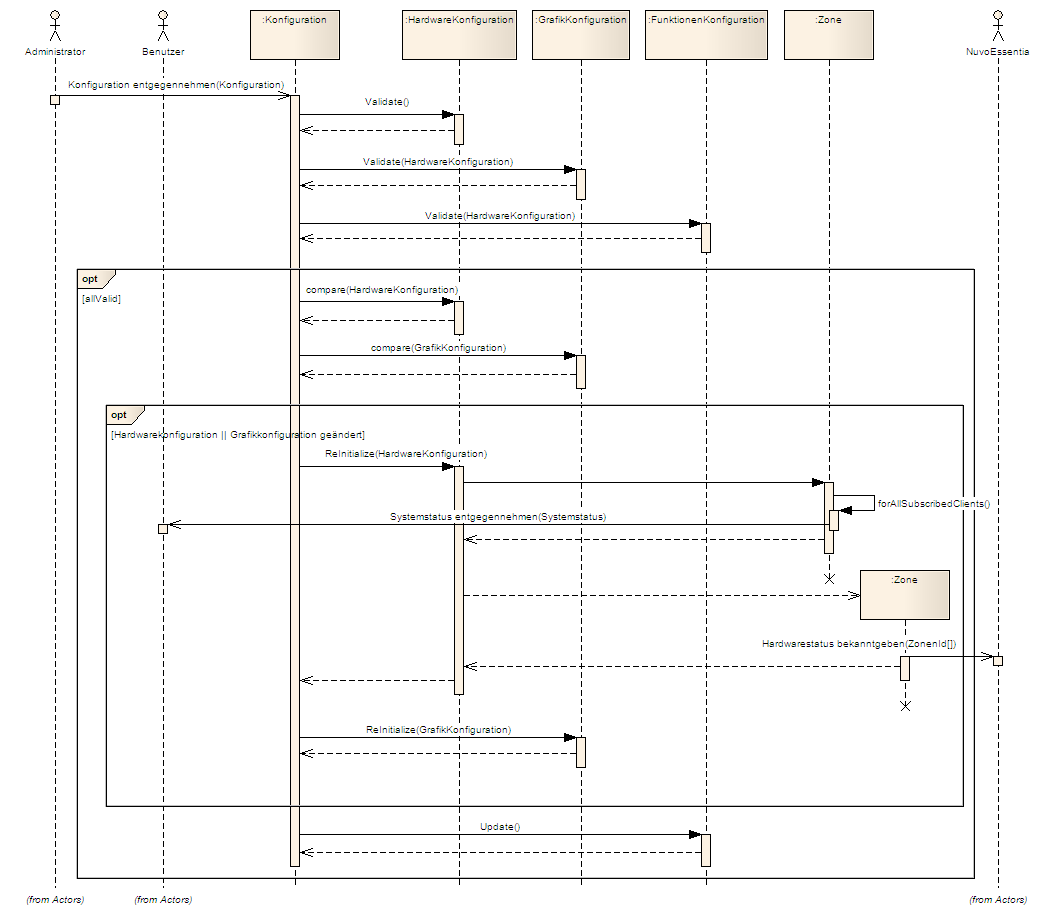 :Konfiguration
:HardwareKonfiguration
:GrafikKonfiguration
:FunktionenKonfiguration
:Zone
Administrator
Benutzer
NuvoEssentia
Konfiguration entgegennehmen(Konfiguration)
Validate()
Validate(HardwareKonfiguration)
Validate(HardwareKonfiguration)
opt
[allValid]
compare(HardwareKonfiguration)
compare(GrafikKonfiguration)
opt
[Hardwarekonfiguration || Grafikkonfiguration geändert]
ReInitialize(HardwareKonfiguration)
forAllSubscribedClients()
Systemstatus entgegennehmen(Systemstatus)
:Zone
Hardwarestatus bekanntgeben(ZonenId[])
ReInitialize(GrafikKonfiguration)
Update()
(from Actors)
(from Actors)
(from Actors)